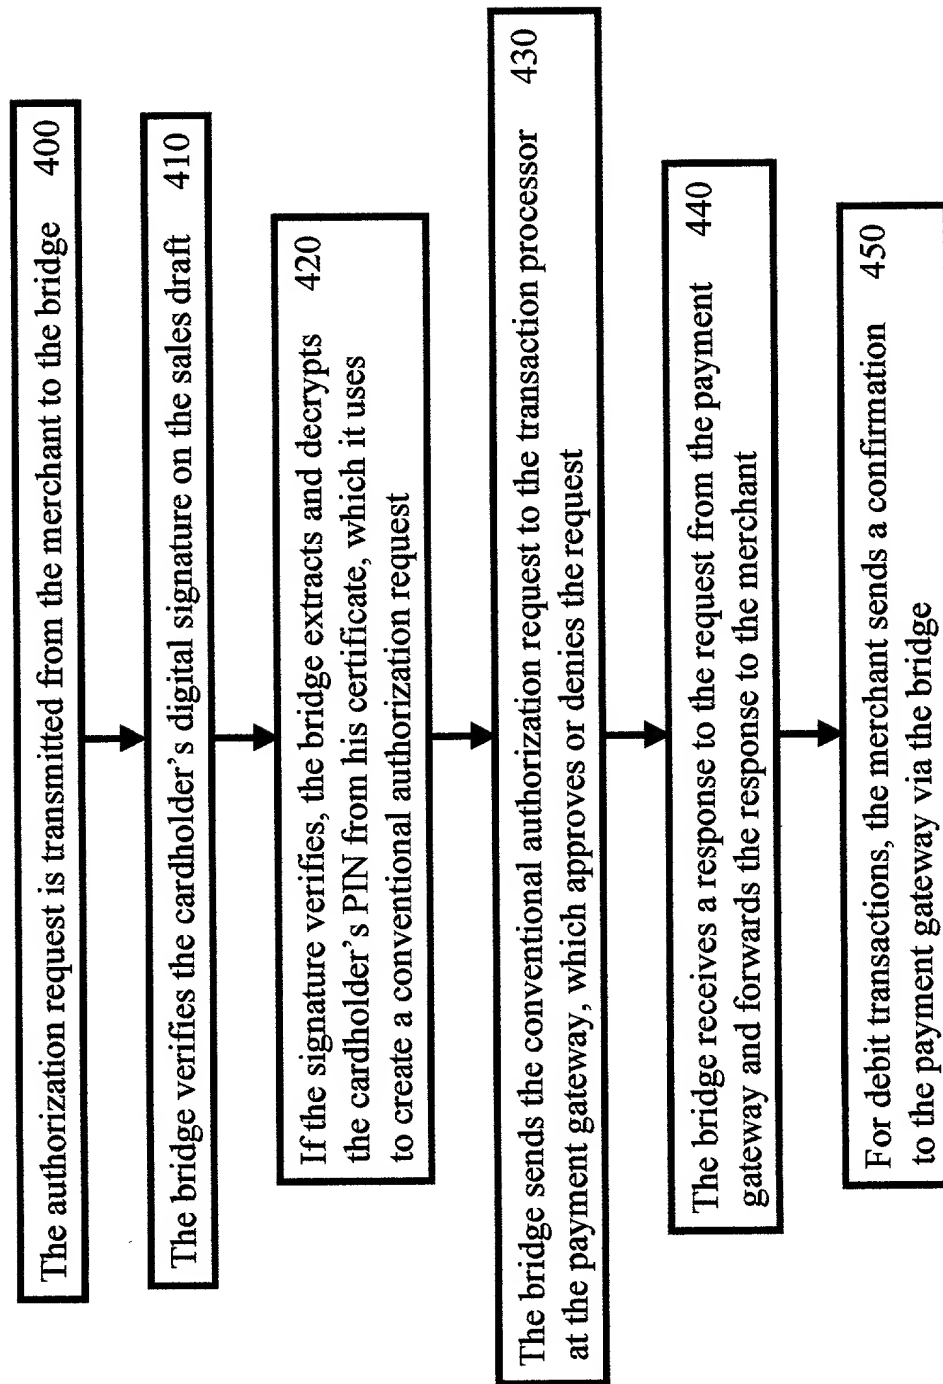 The authorization request is transmitted from the merchant to the bridge 400
The bridge verifies the cardholder's digital signature on the sales draft 410
If the signature verifies, the bridge extracts and decrypts 420
the cardholder's PIN from his certificate, which it uses
to create a conventional authorization request
The bridge sends the conventional authorization request to the transaction processor 430
at the payment gateway, which approves or denies the request
The bridge receives a response to the request from the payment 440
gateway and forwards the response to the merchant
For debit transactions, the merchant sends a confirmation 450
to the payment gateway via the bridge